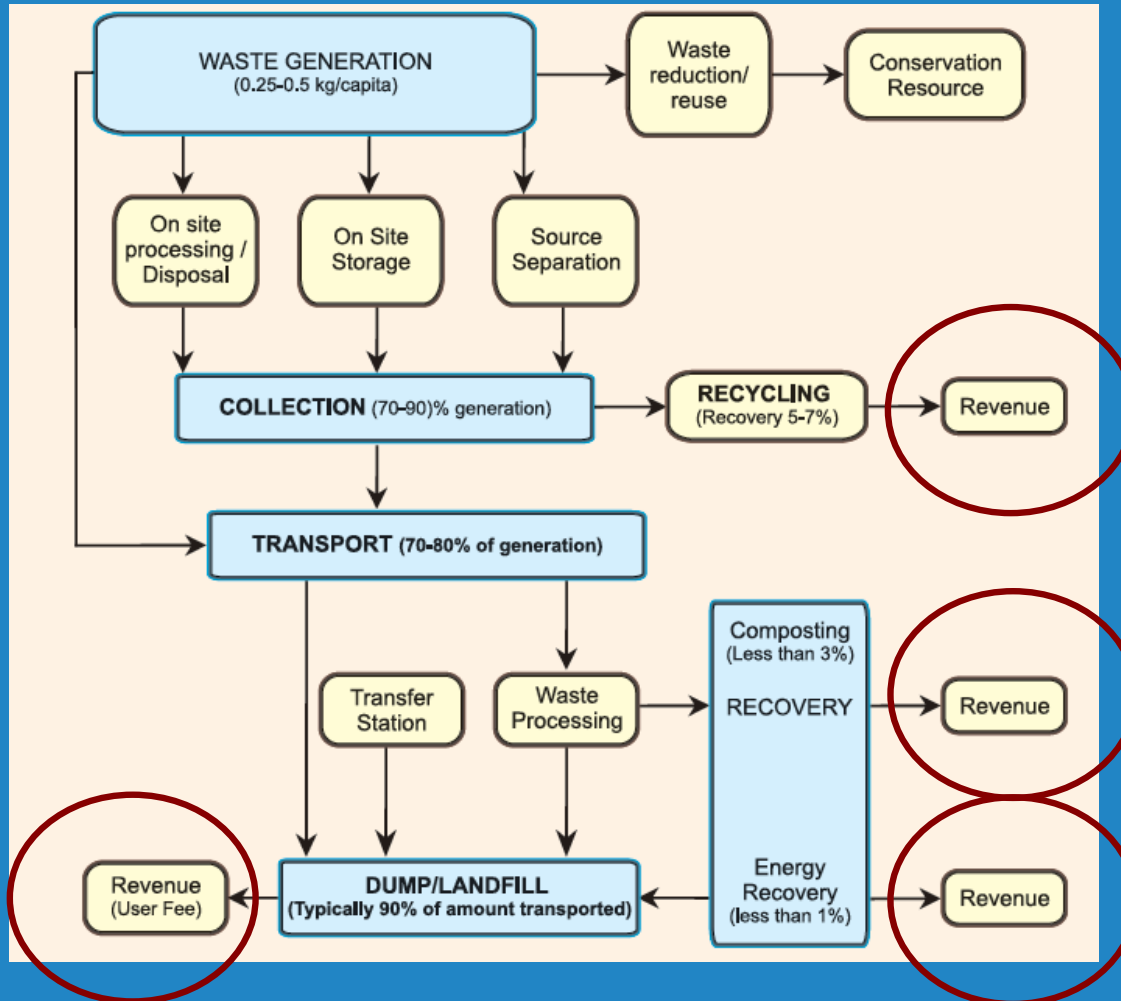 WASTE GENERATION
(0.25-0.5 kg/capita)
Waste
reduction/
reuse
Conservation
Resource
On site
processing /
Disposal
On Site
Storage
Source
Separation
COLLECTION (70-90)% generation)
RECYCLING
(Recovery 5-7%)
Revenue
TRANSPORT (70-80% of generation)
Composting
(Less than 3%)
Transfer
Station
Waste
Processing
RECOVERY
Revenue
Revenue
(User Fee)
DUMP/LANDFILL
(Typically 90% of amount transported)
Energy
Recovery
(less than 1%)
Revenue